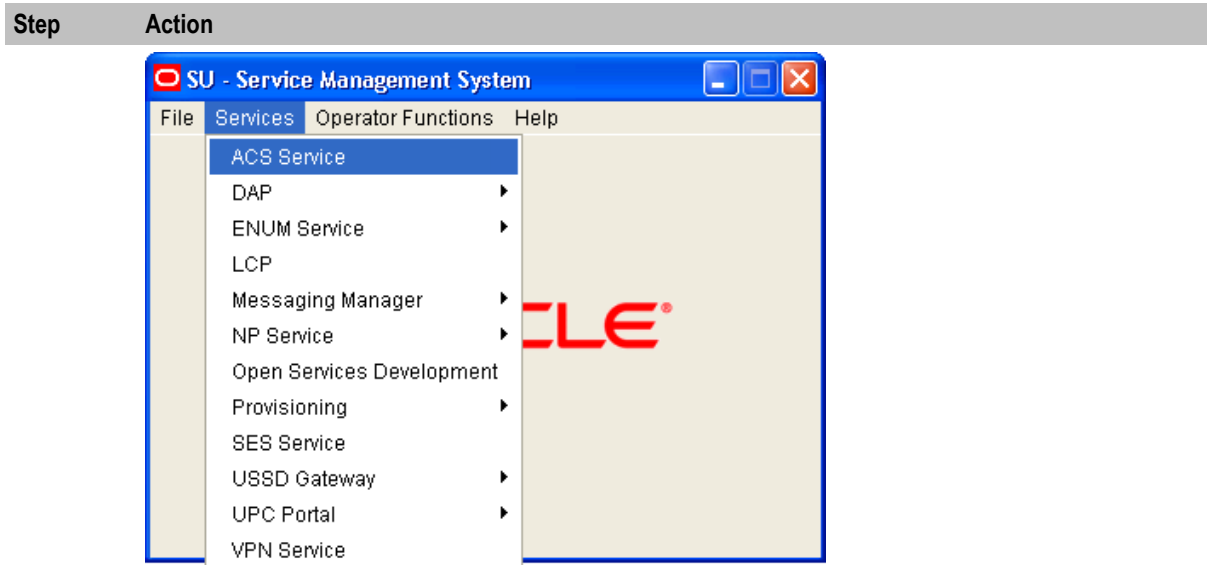 Step Action
SU - Service Management System
File Services Operator Functions Help
ACS Service
DAP
ENUM Service
LCP
Messaging Manager
NP Service
CLE®
Open Services Development
Provisioning
SES Service
USSD Gateway
UPC Portal
VPN Service